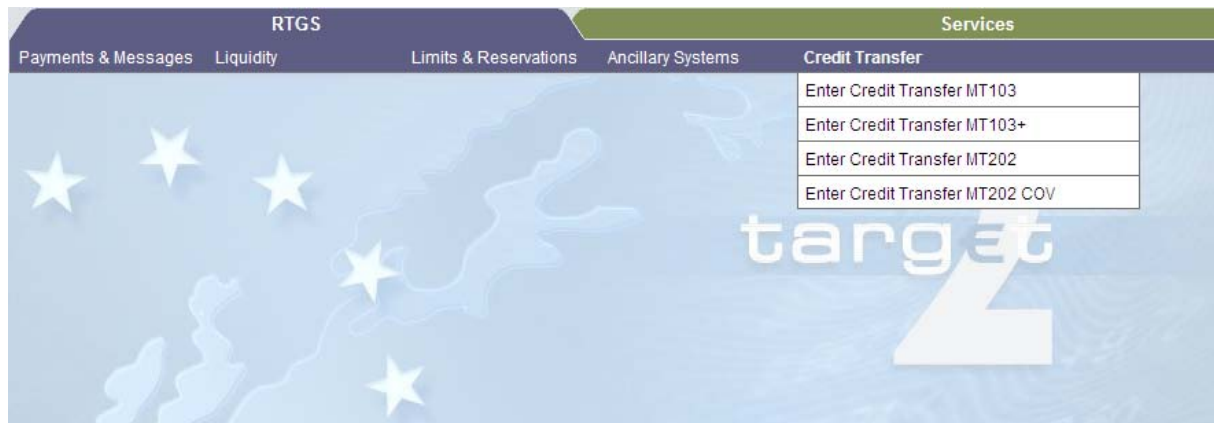 RTGS Services
Payments & Messages Liquidity Limits & Reservations Ancillary Systems Credit Transfer
Enter Credit Transfer MT103
Enter Credit Transfer MT103+
Enter Credit Transfer MT202
Enter Credit Transfer MT202 COV
target
2